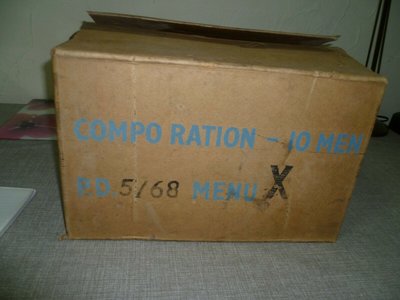 COMPO RATION - 10 MEN
P.D. 5/68 MENU X